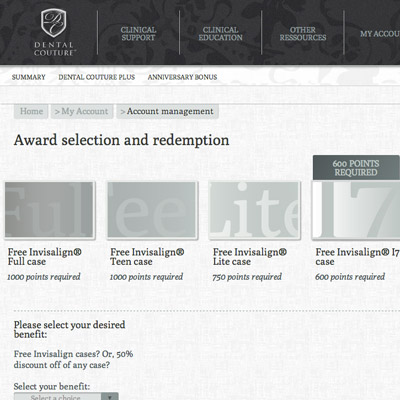 DENTAL
COUTURE™
CLINICAL
SUPPORT
CLINICAL
EDUCATION
OTHER
RESSOURCES
MY ACCOU
SUMMARY DENTAL COUTURE PLUS ANNIVERSARY BONUS
Home > My Account > Account management
Award selection and redemption
600 POINTS
REQUIRED
Full
Teen
Lite
I7
Free Invisalign®
Full case
1000 points required
Free Invisalign®
Teen case
1000 points required
Free Invisalign®
Lite case
750 points required
Free Invisalign® I7
case
600 points required
Please select your desired
benefit:
Free Invisalign cases? Or, 50%
discount off of any case?
Select your benefit:
Select a choice